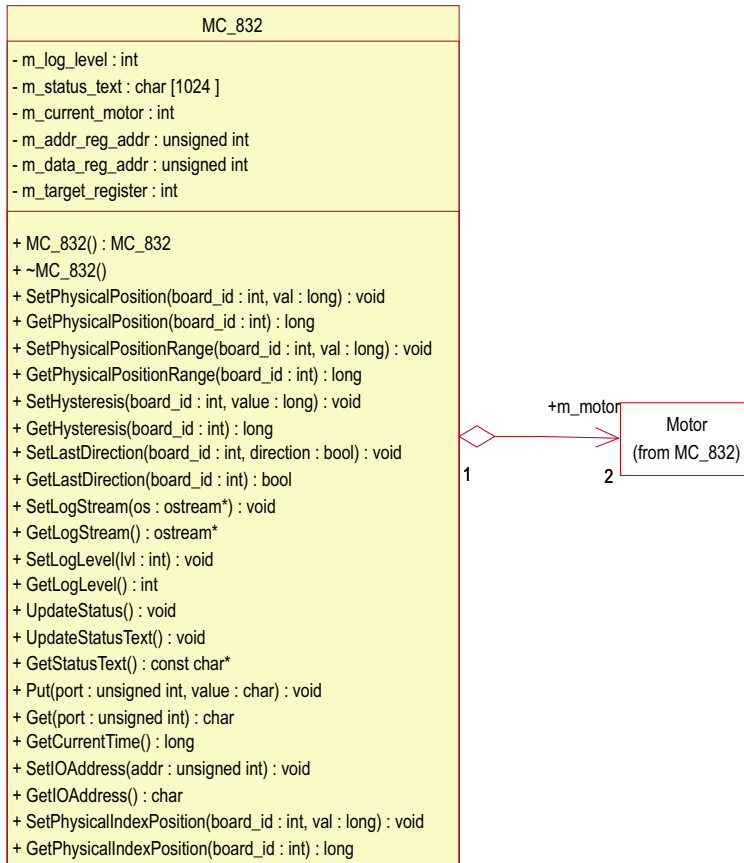 MC_832
- m_log_level : int
- m_status_text : char [1024 ]
- m_current_motor : int
- m_addr_reg_addr : unsigned int
- m_data_reg_addr : unsigned int
- m_target_register : int
+ MC_832() : MC_832
+ ~MC_832()
+ SetPhysicalPosition(board_id : int, val : long) : void
+ GetPhysicalPosition(board_id : int) : long
+ SetPhysicalPositionRange(board_id : int, val : long) : void
+ GetPhysicalPositionRange(board_id : int) : long
+ SetHysteresis(board_id : int, value : long) : void
+ GetHysteresis(board_id : int) : long
+ SetLastDirection(board_id : int, direction : bool) : void
+ GetLastDirection(board_id : int) : bool
+ SetLogStream(os : ostream*) : void
+ GetLogStream() : ostream*
+ SetLogLevel(lvl : int) : void
+ GetLogLevel() : int
+ UpdateStatus() : void
+ UpdateStatusText() : void
+ GetStatusText() : const char*
+ Put(port : unsigned int, value : char) : void
+ Get(port : unsigned int) : char
+ GetCurrentTime() : long
+ SetIOAddress(addr : unsigned int) : void
+ GetIOAddress() : char
+ SetPhysicalIndexPosition(board_id : int, val : long) : void
+ GetPhysicalIndexPosition(board_id : int) : long
+m_motor
1
2
Motor
(from MC_832)